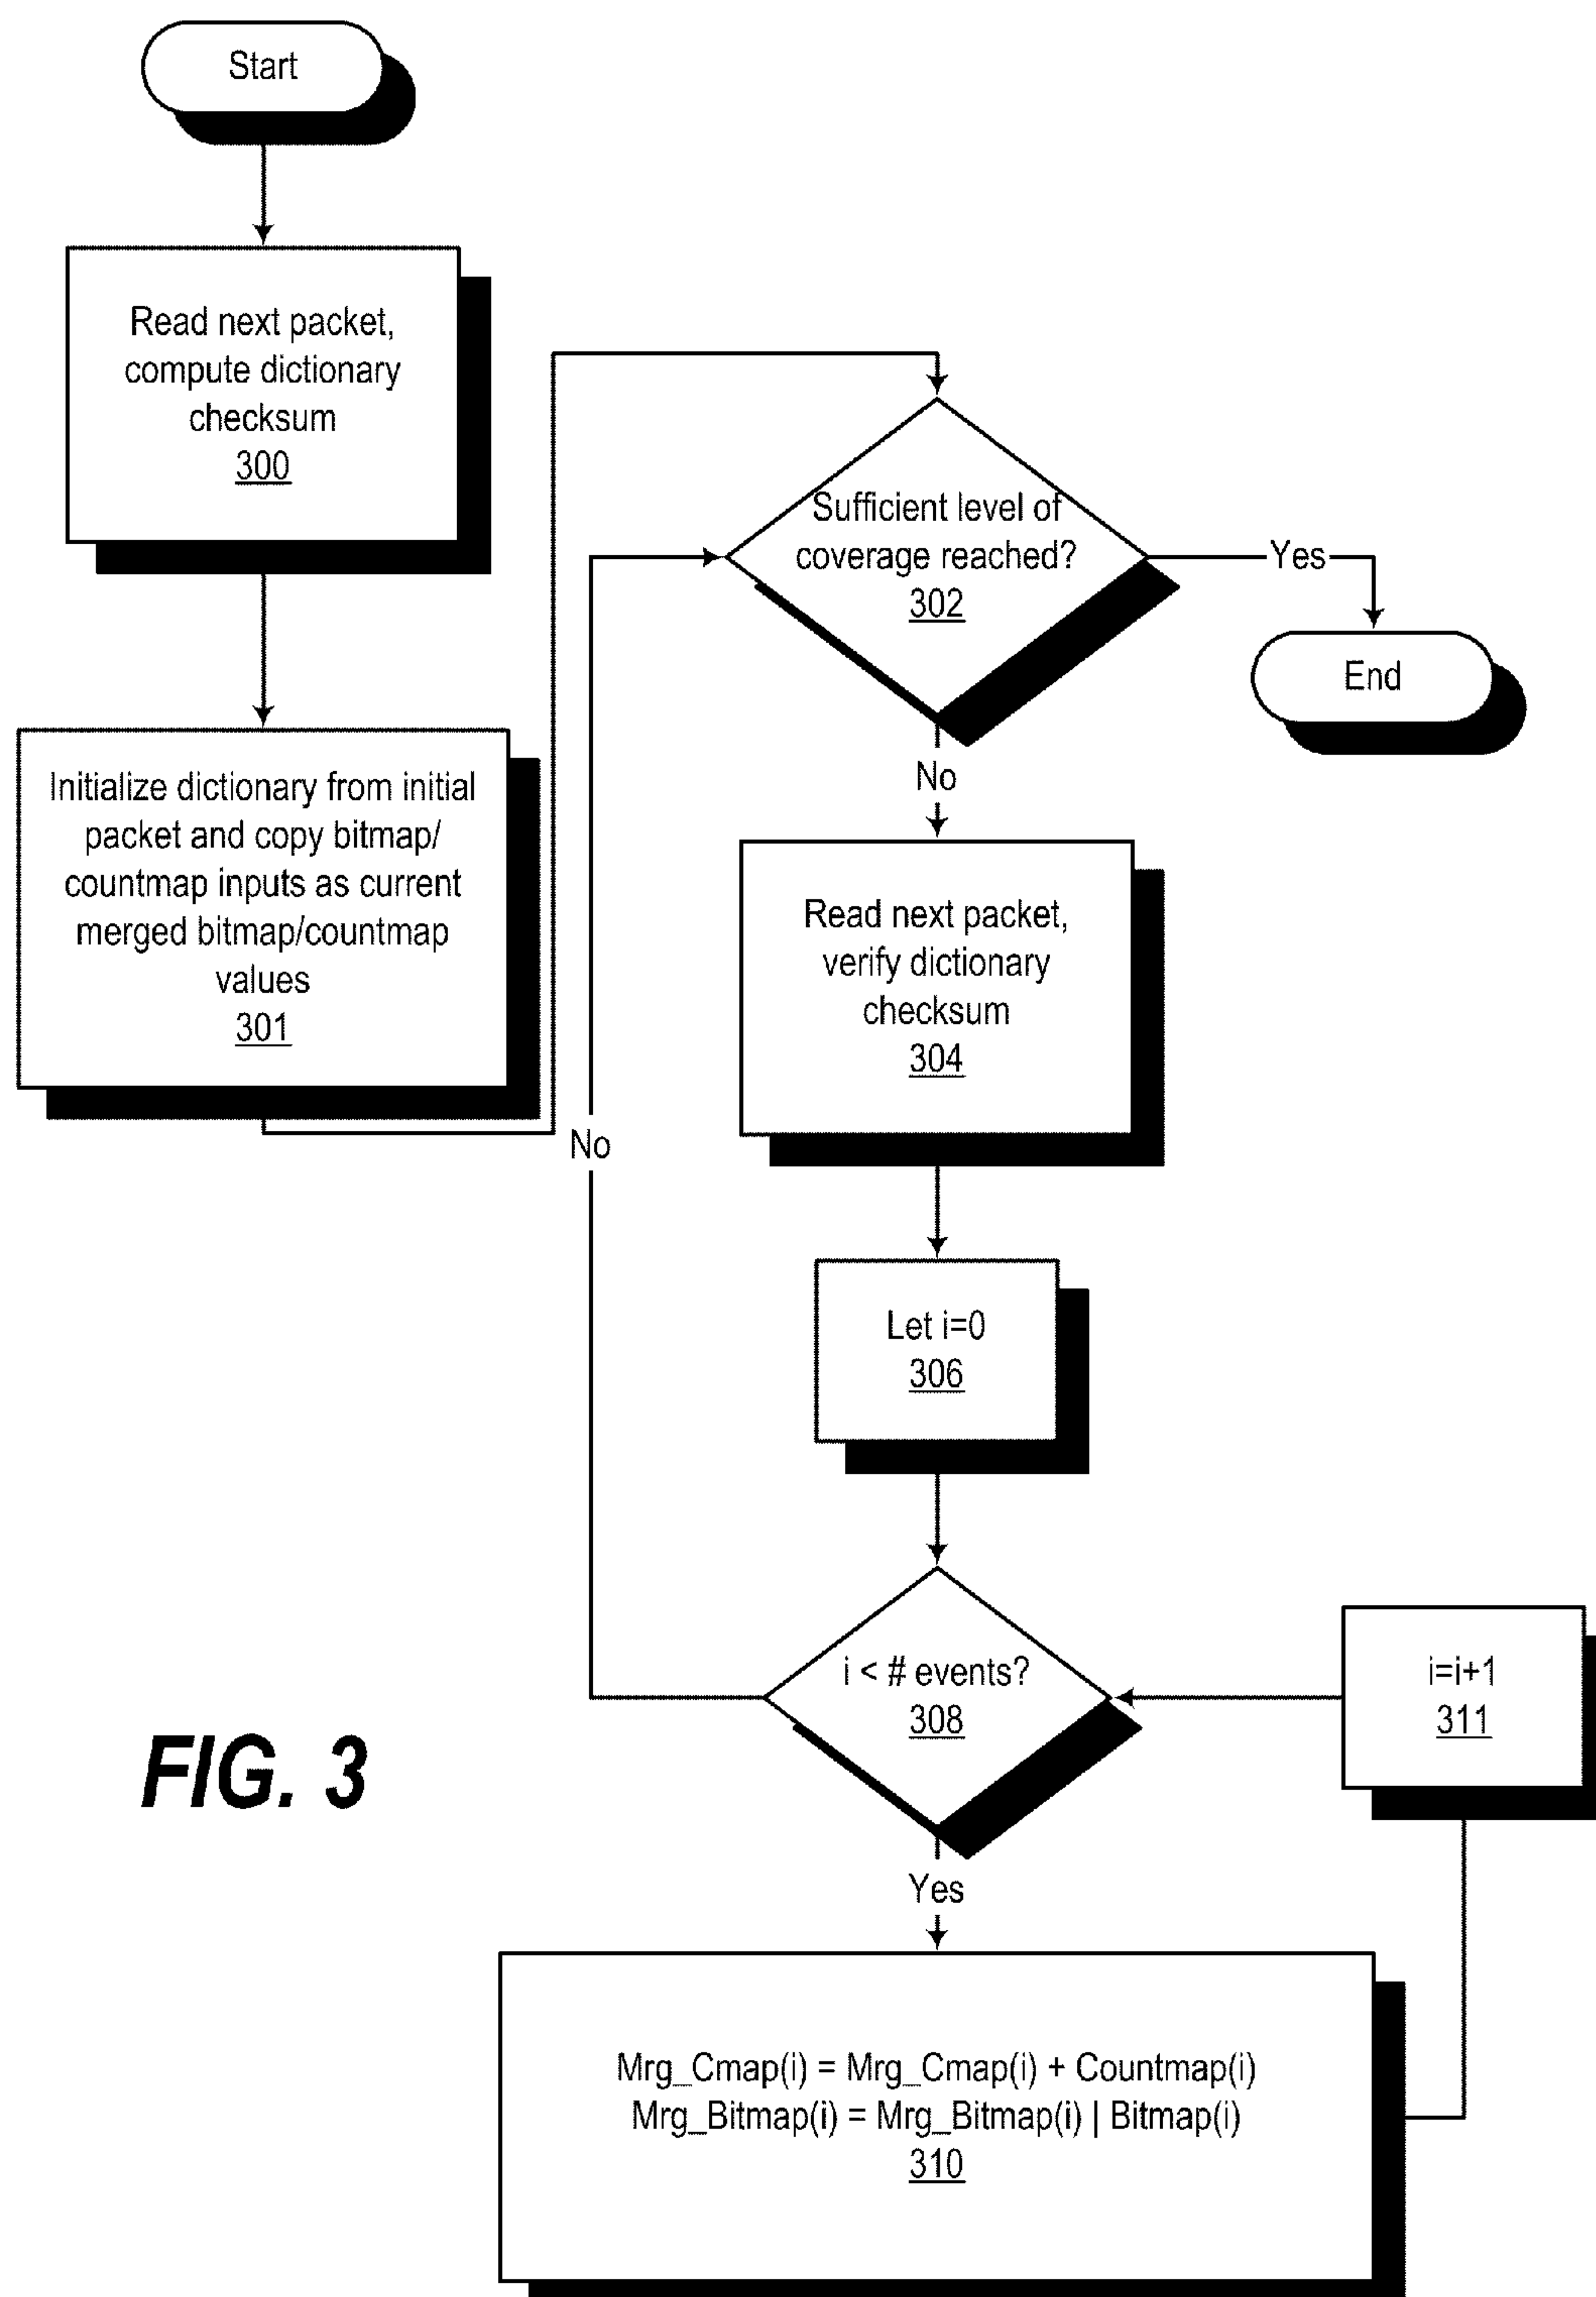 Start
Read next packet,
compute dictionary
checksum
300
Initialize dictionary from initial
packet and copy bitmap/
countmap inputs as current
merged bitmap/countmap
values
301
Sufficient level of
coverage reached?
302
Yes
End
No
Read next packet,
verify dictionary
checksum
304
No
Let i=0
306
i < # events?
308
i=i+1
311
Yes
Mrg_Cmap(i) = Mrg_Cmap(i) + Countmap(i)
Mrg_Bitmap(i) = Mrg_Bitmap(i) | Bitmap(i)
310
FIG. 3